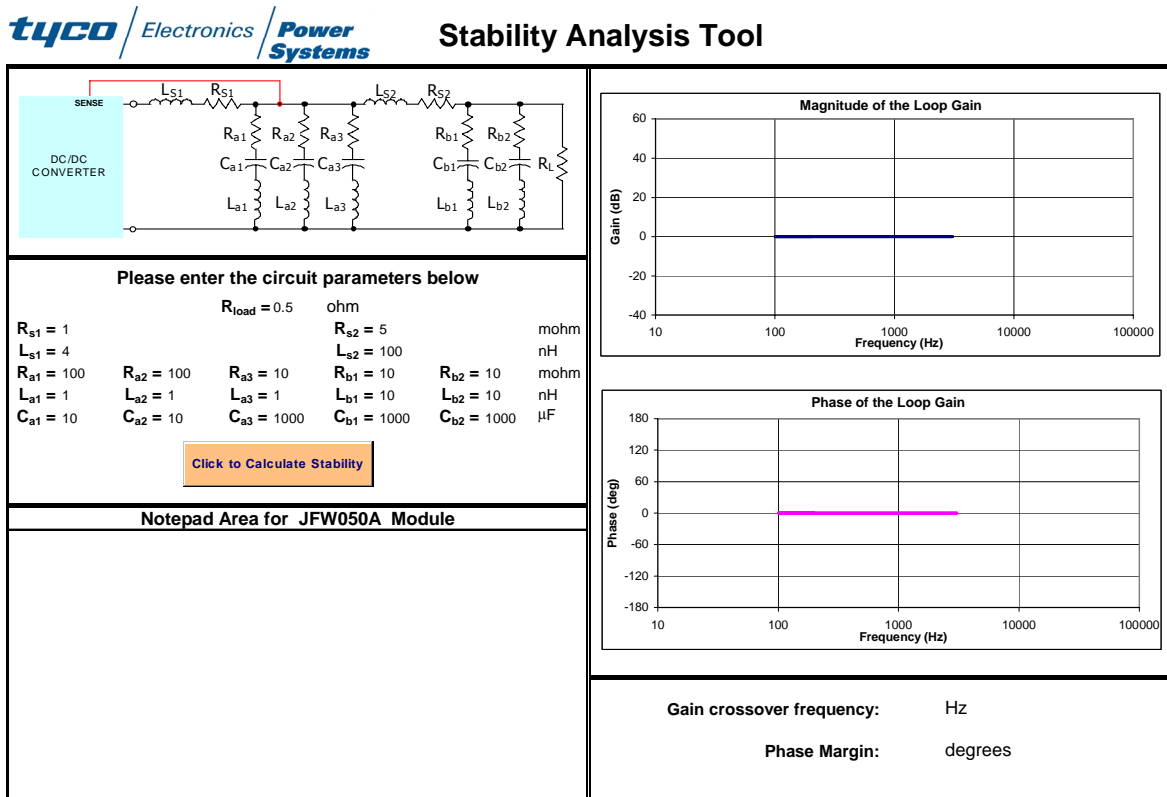 tyco / Electronics / Power Systems
Stability Analysis Tool
SENSE
DC/DC
CONVERTER
LS1 RS1 LS2 RS2
Ra1 Ra2 Ra3 Rb1 Rb2
Ca1 Ca2 Ca3 Cb1 Cb2 RL
La1 La2 La3 Lb1 Lb2
Please enter the circuit parameters below
Rload = 0.5 ohm
Rs1 = 1 Rs2 = 5 mohm
Ls1 = 4 Ls2 = 100 nH
Ra1 = 100 Ra2 = 100 Ra3 = 10 Rb1 = 10 Rb2 = 10 mohm
La1 = 1 La2 = 1 La3 = 1 Lb1 = 10 Lb2 = 10 nH
Ca1 = 10 Ca2 = 10 Ca3 = 1000 Cb1 = 1000 Cb2 = 1000 μF
Click to Calculate Stability
Notepad Area for JFW050A Module
Magnitude of the Loop Gain
Gain (dB)
60
40
20
0
-20
-40
10 100 1000 10000 100000
Frequency (Hz)
Phase of the Loop Gain
Phase (deg)
180
120
60
0
-60
-120
-180
10 100 1000 10000 100000
Frequency (Hz)
Gain crossover frequency: Hz
Phase Margin: degrees